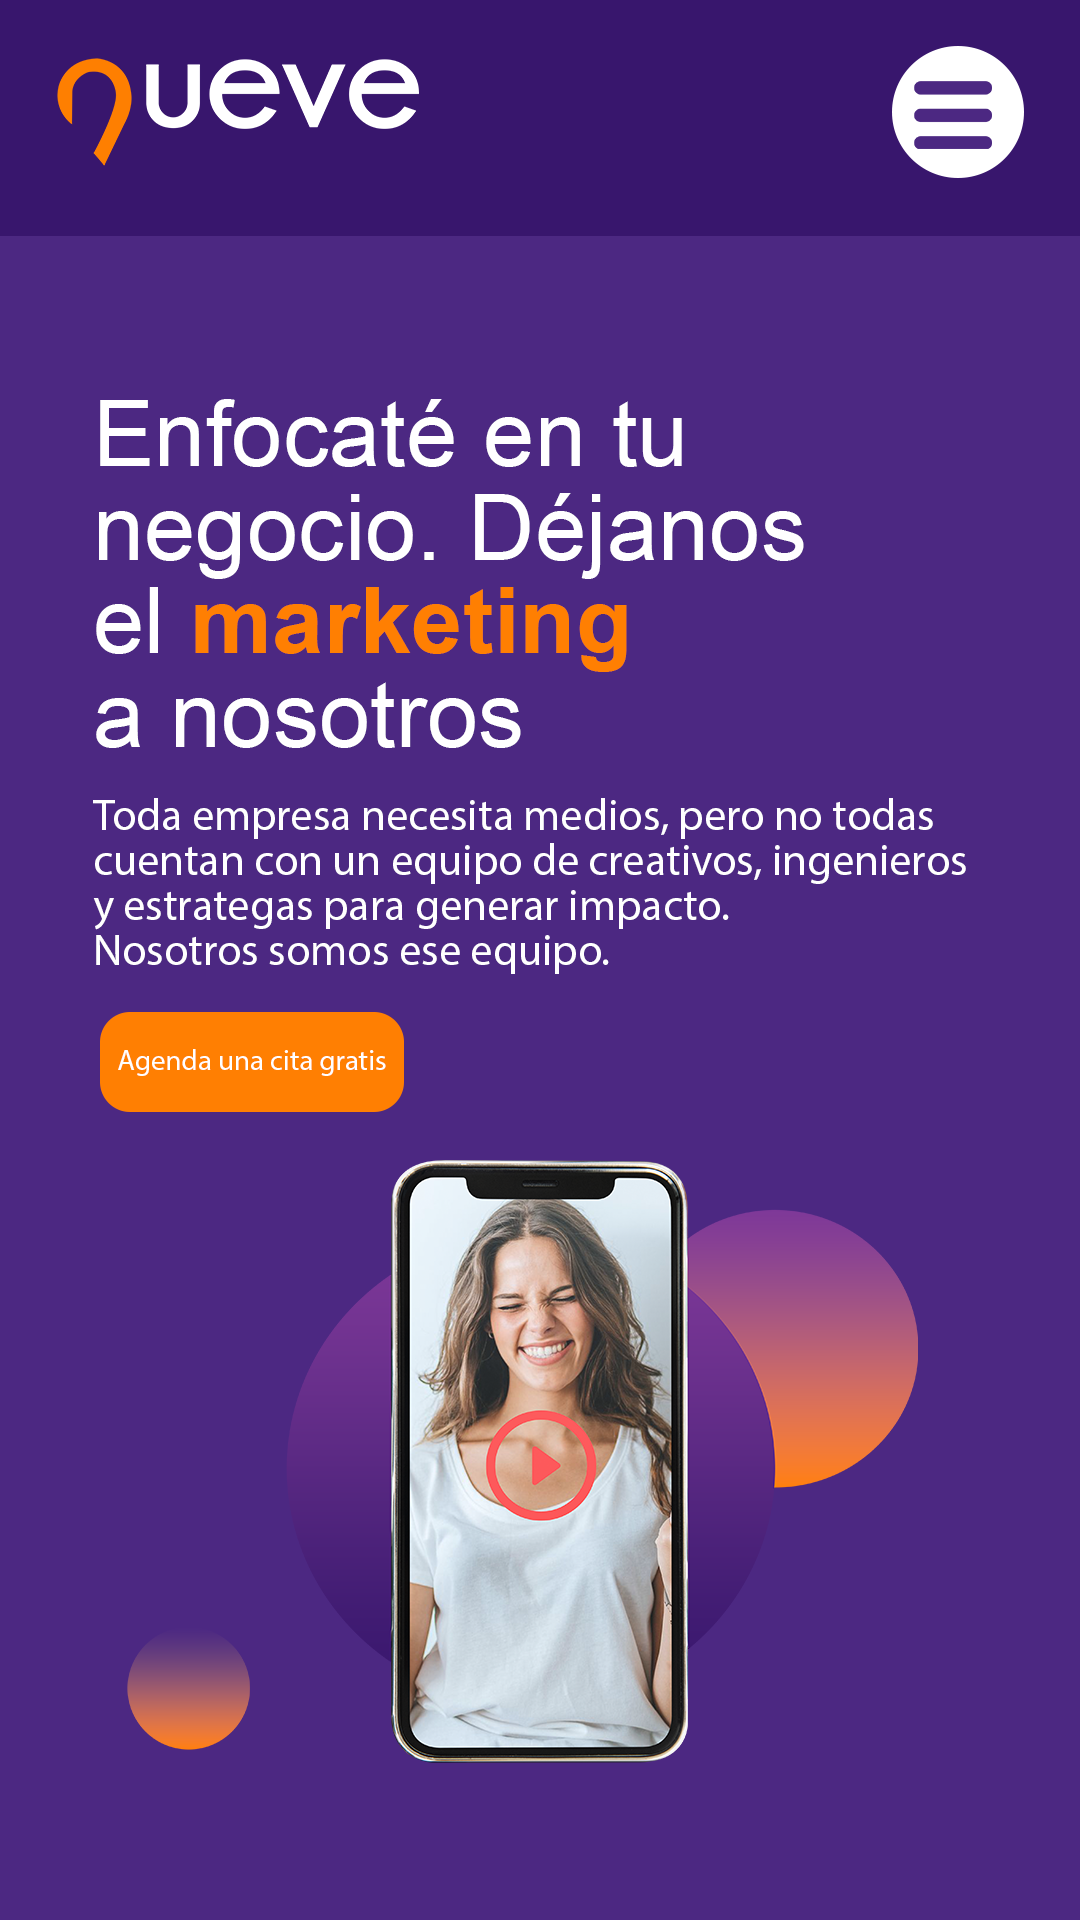 nueve
Enfocaté en tu
negocio. Déjanos
el marketing
a nosotros
Toda empresa necesita medios, pero no todas
cuentan con un equipo de creativos, ingenieros
y estrategas para generar impacto.
Nosotros somos ese equipo.
Agenda una cita gratis